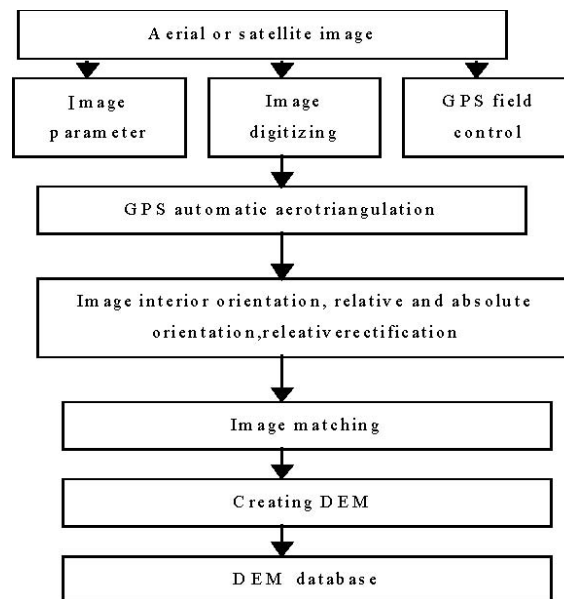 Aerial or satellite image
Image
parameter
Image
digitizing
GPS field
control
GPS automatic aerotriangulation
Image interior orientation, relative and absolute
orientation,releativerectification
Image matching
Creating DEM
DEM database